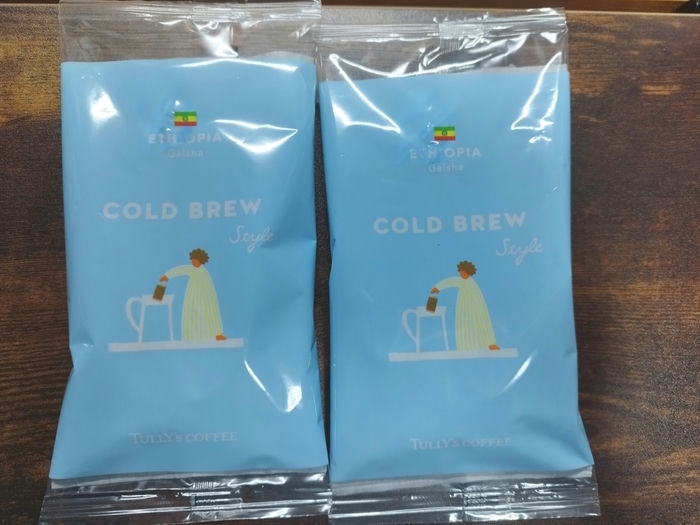 ETHIOPIA
Geisha
COLD BREW
Style
TULLY'S COFFEE
ETHIOPIA
Geisha
COLD BREW
Style
TULLY'S COFFEE